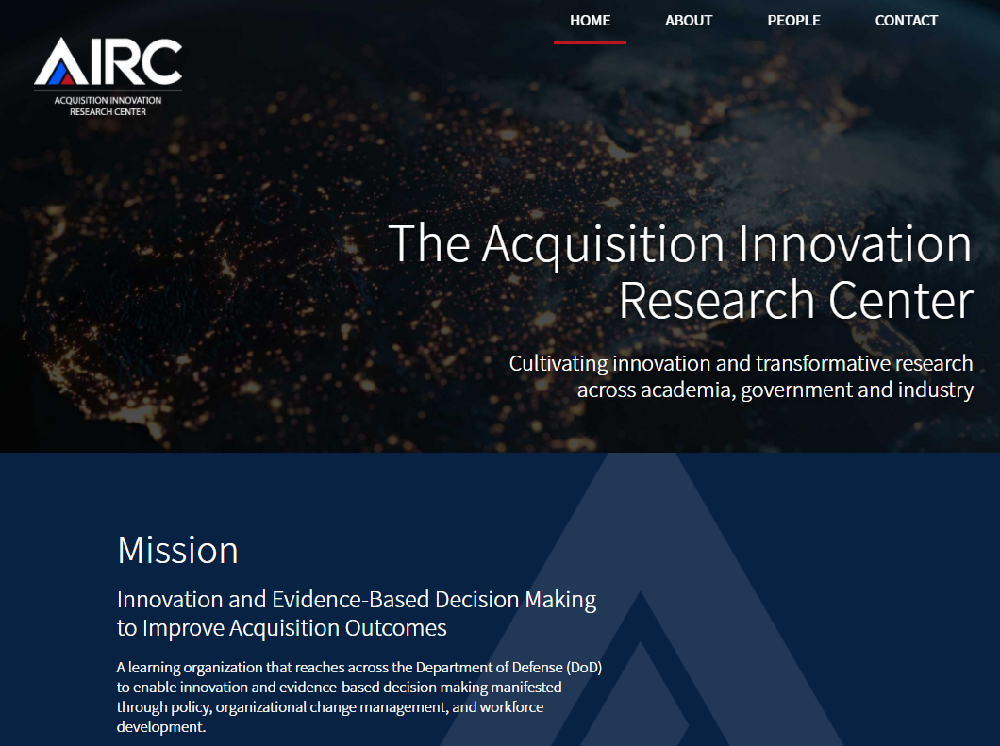 HOME ABOUT PEOPLE CONTACT
AIRC
ACQUISITION INNOVATION
RESEARCH CENTER
The Acquisition Innovation
Research Center
Cultivating innovation and transformative research
across academia, government and industry
Mission
Innovation and Evidence-Based Decision Making
to Improve Acquisition Outcomes
A learning organization that reaches across the Department of Defense (DoD)
to enable innovation and evidence-based decision making manifested
through policy, organizational change management, and workforce
development.